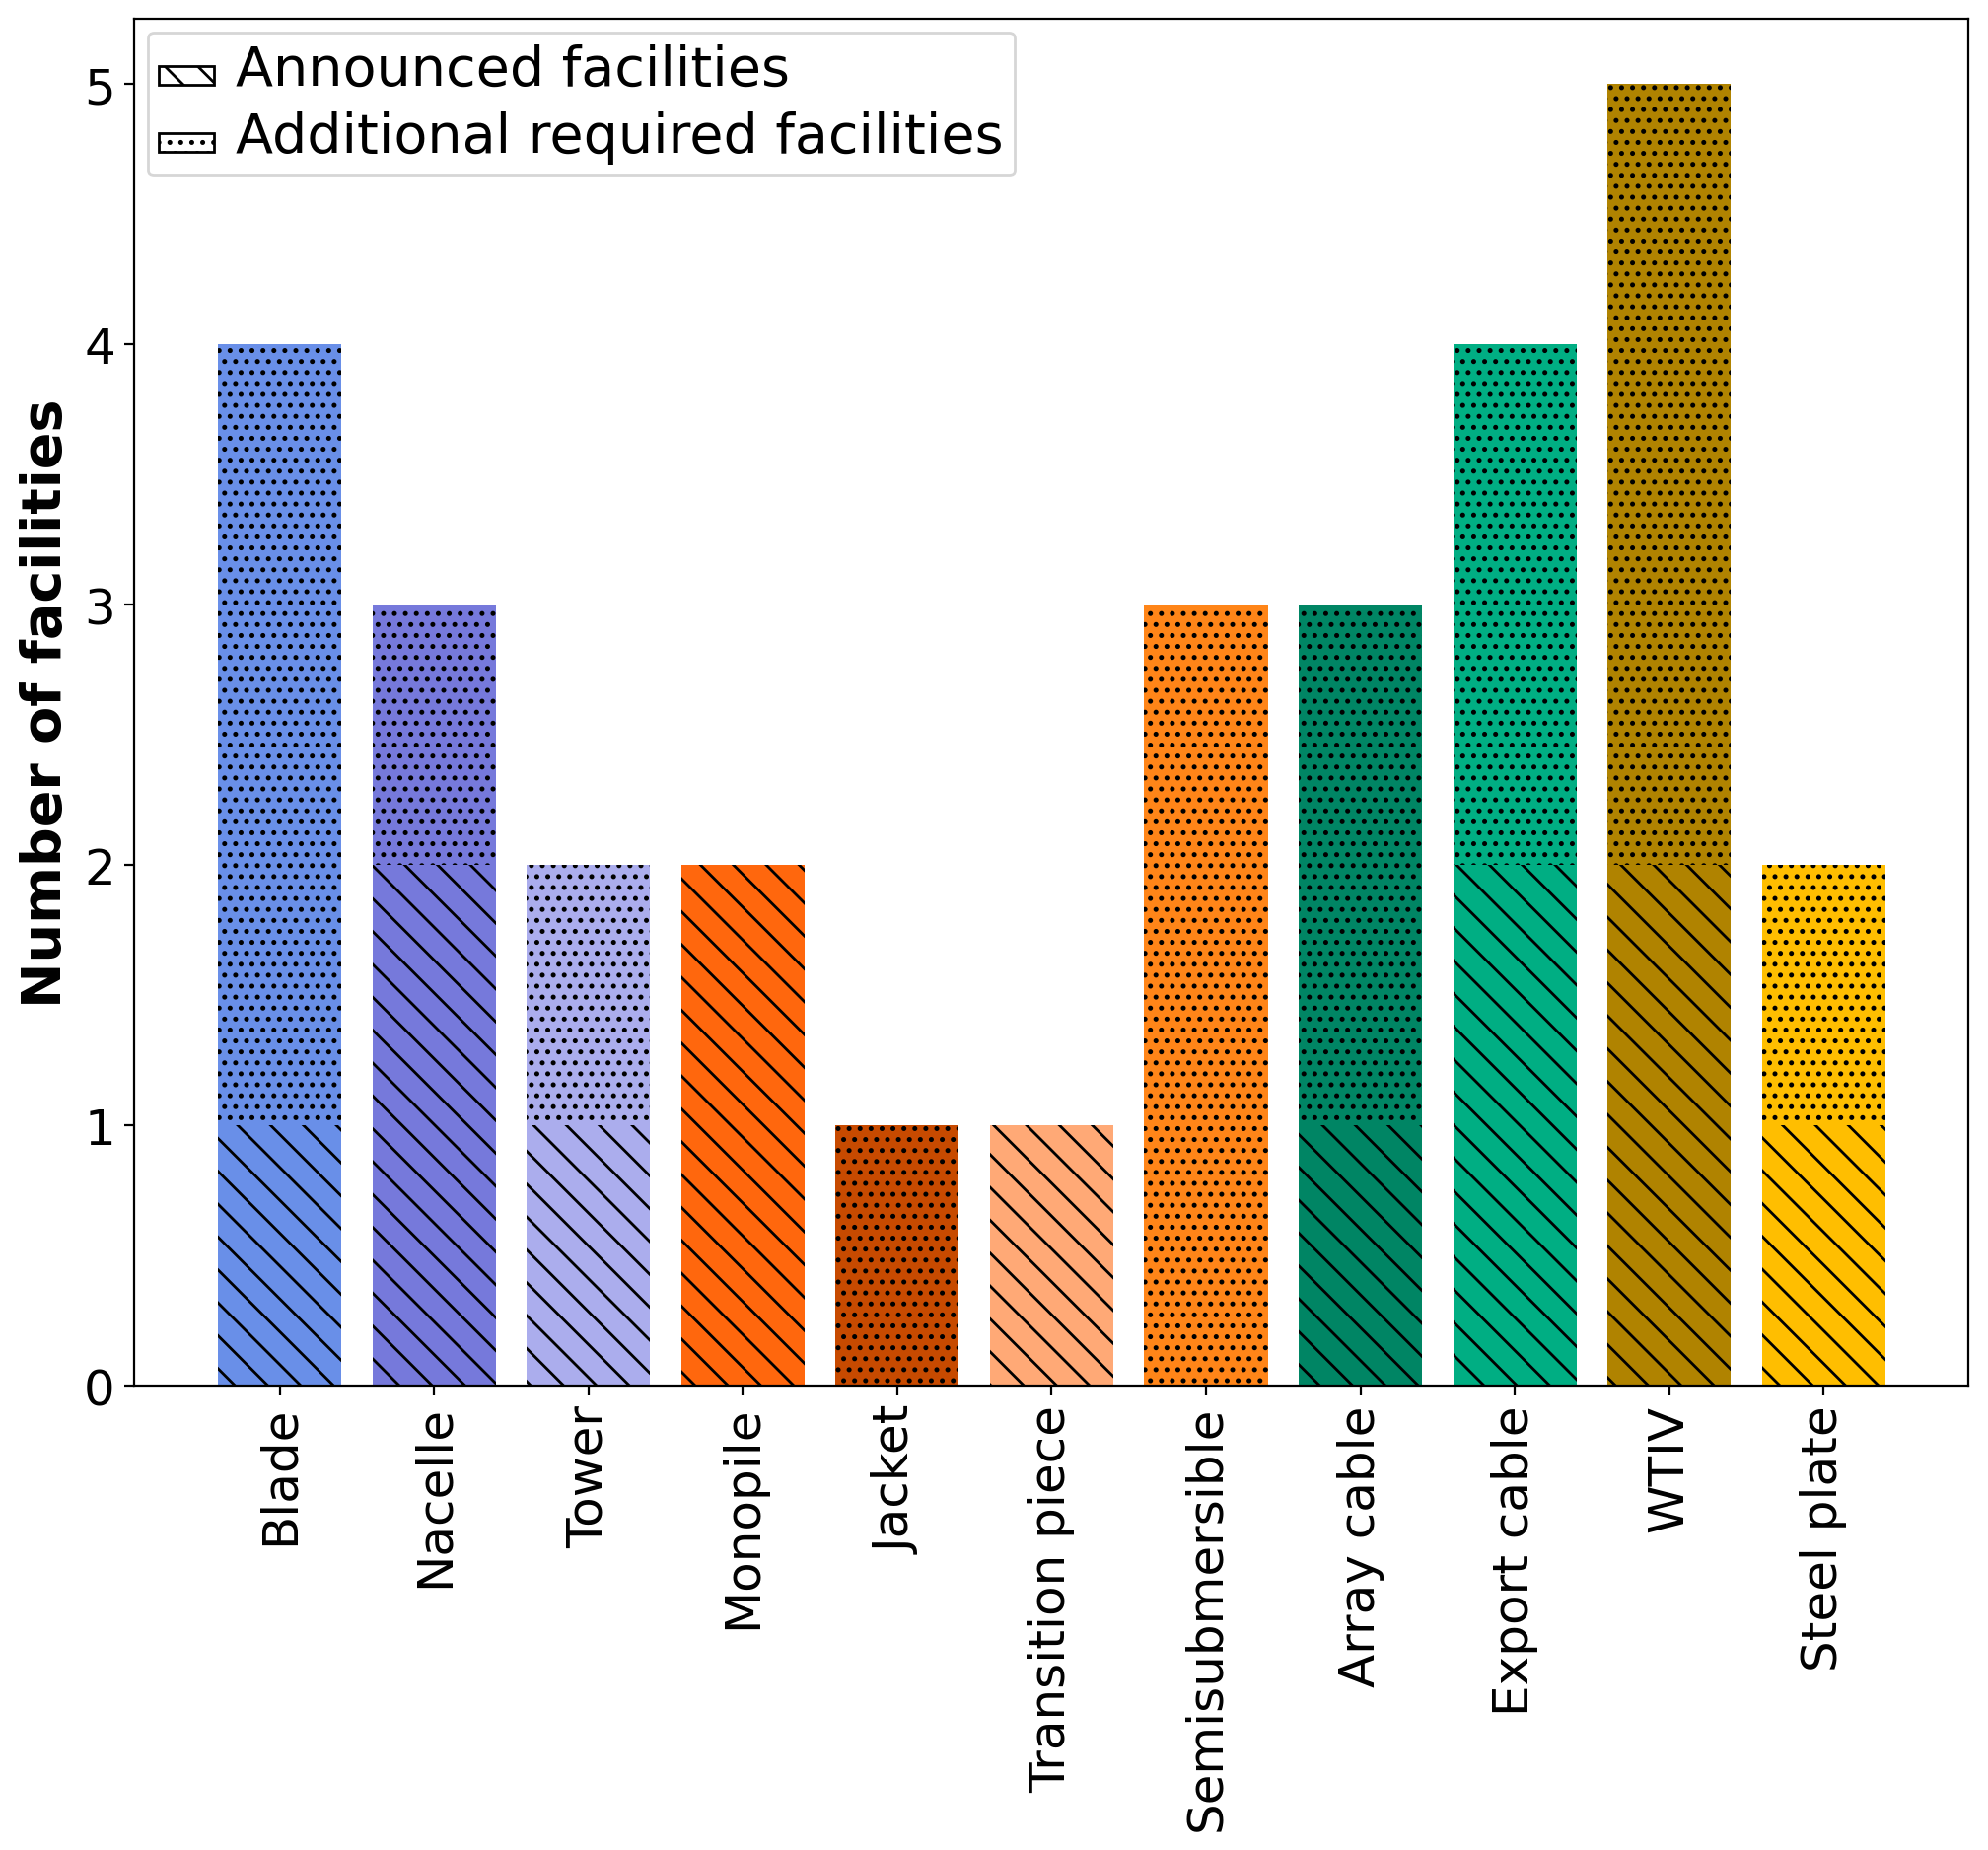 Announced facilities
Additional required facilities
Number of facilities
5
4
3
2
1
0
Blade
Nacelle
Tower
Monopile
Jacket
Transition piece
Semisubmersible
Array cable
Export cable
WTIV
Steel plate